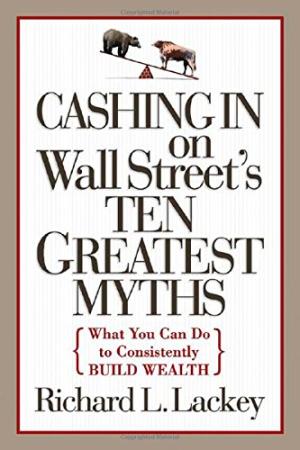 CASHING IN
on
Wall Street's
TEN
GREATEST
MYTHS
What You Can Do
to Consistently
BUILD WEALTH
Richard L. Lackey